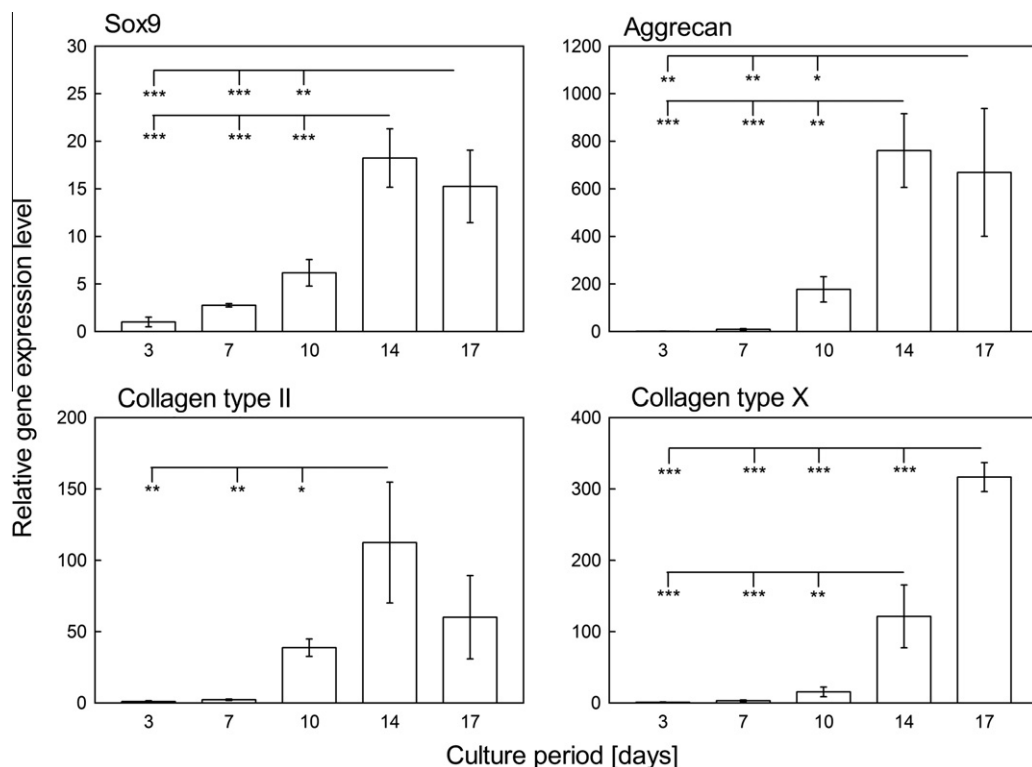 Relative gene expression level
Sox9
30
25
20
15
10
5
0
*** *** **
*** *** ***
3 7 10 14 17
Aggrecan
1200
1000
800
600
400
200
0
** ** *
*** *** **
3 7 10 14 17
Collagen type II
200
150
100
50
0
** ** *
3 7 10 14 17
Collagen type X
400
300
200
100
0
*** *** *** ***
*** *** **
3 7 10 14 17
Culture period [days]